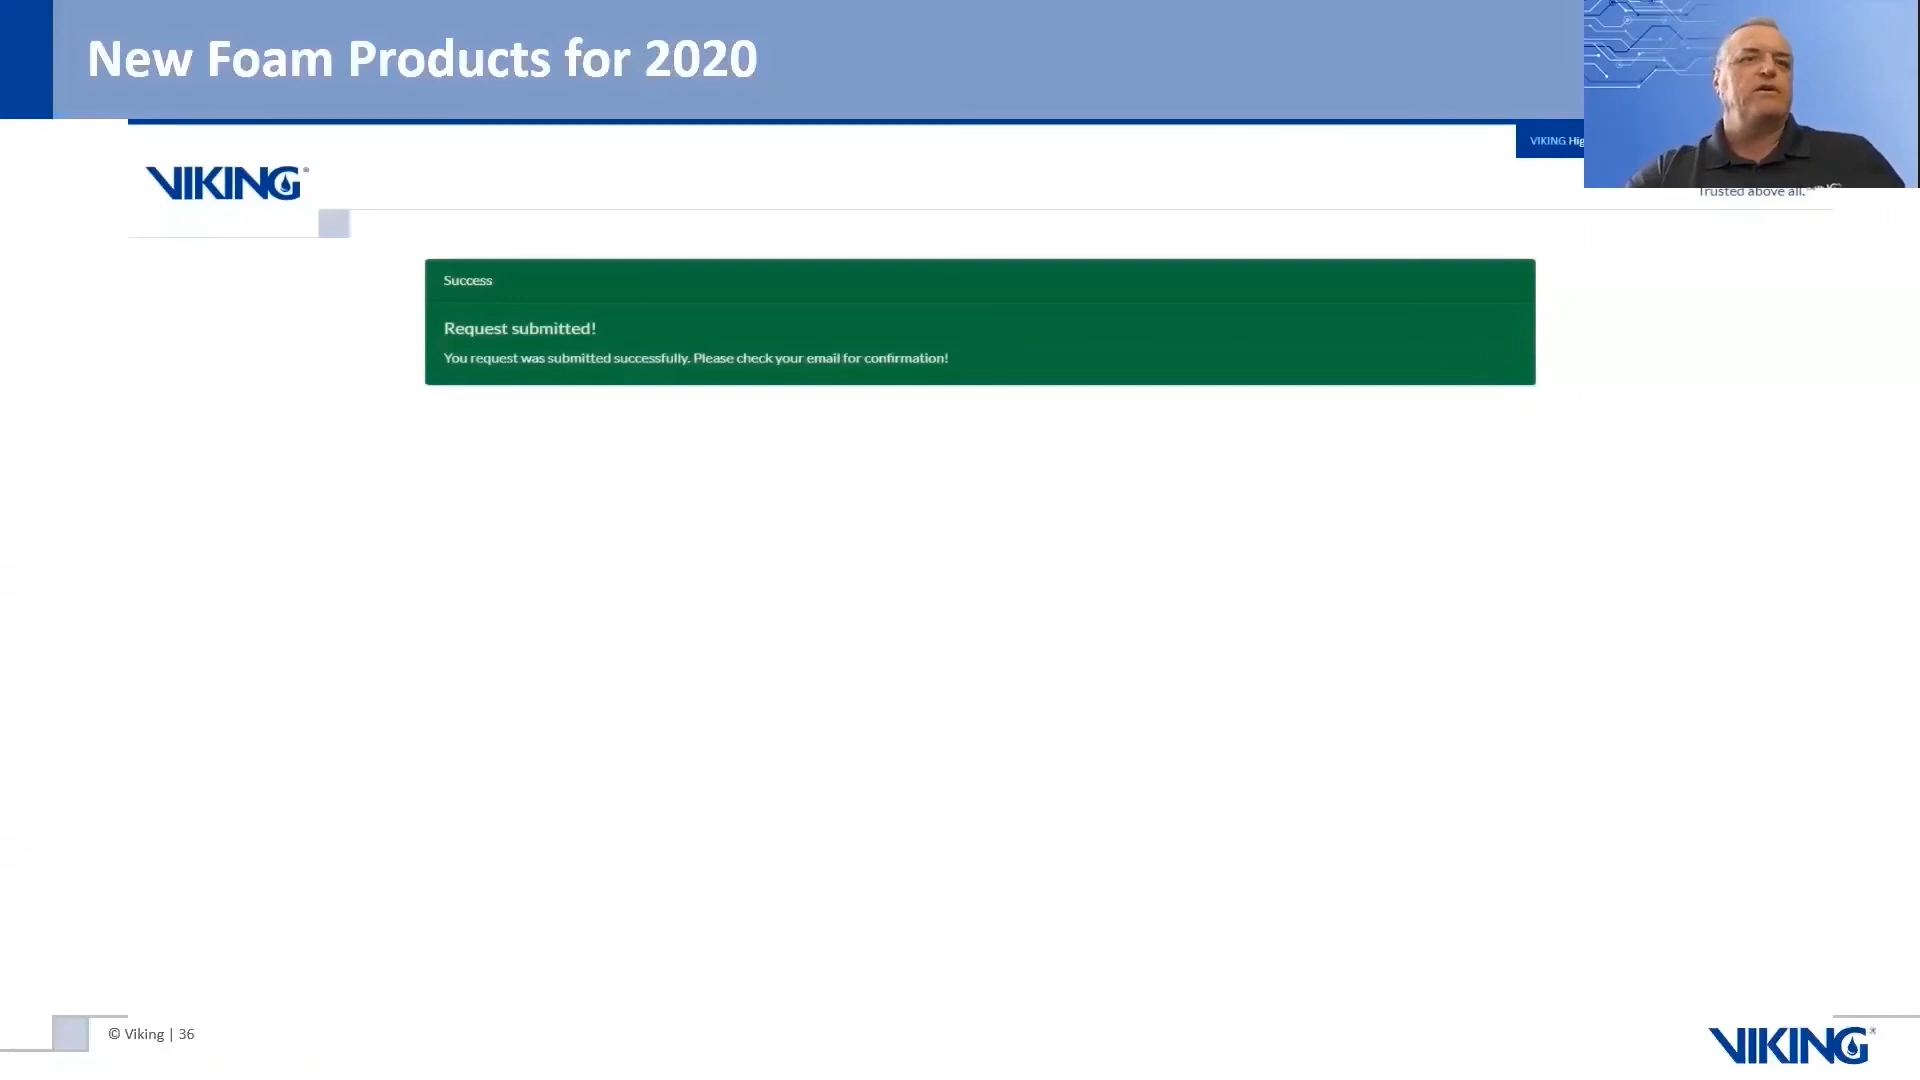 New Foam Products for 2020
VIKING Hig
VIKING®
Trusted above all.™
Success
Request submitted!
You request was submitted successfully. Please check your email for confirmation!
© Viking | 36
VIKING®